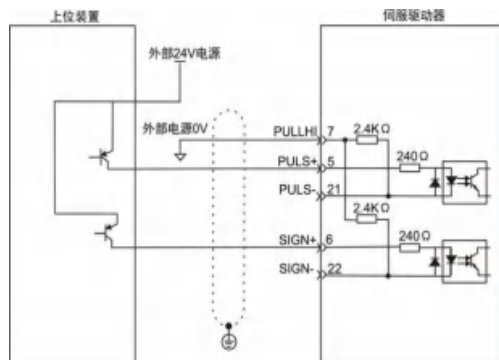 上位装置
伺服驱动器
外部24V电源
外部电源0V
PULLHI 7
2.4KΩ
PULS+ 5
240Ω
PULS- 21
2.4KΩ
SIGN+ 6
240Ω
SIGN- 22